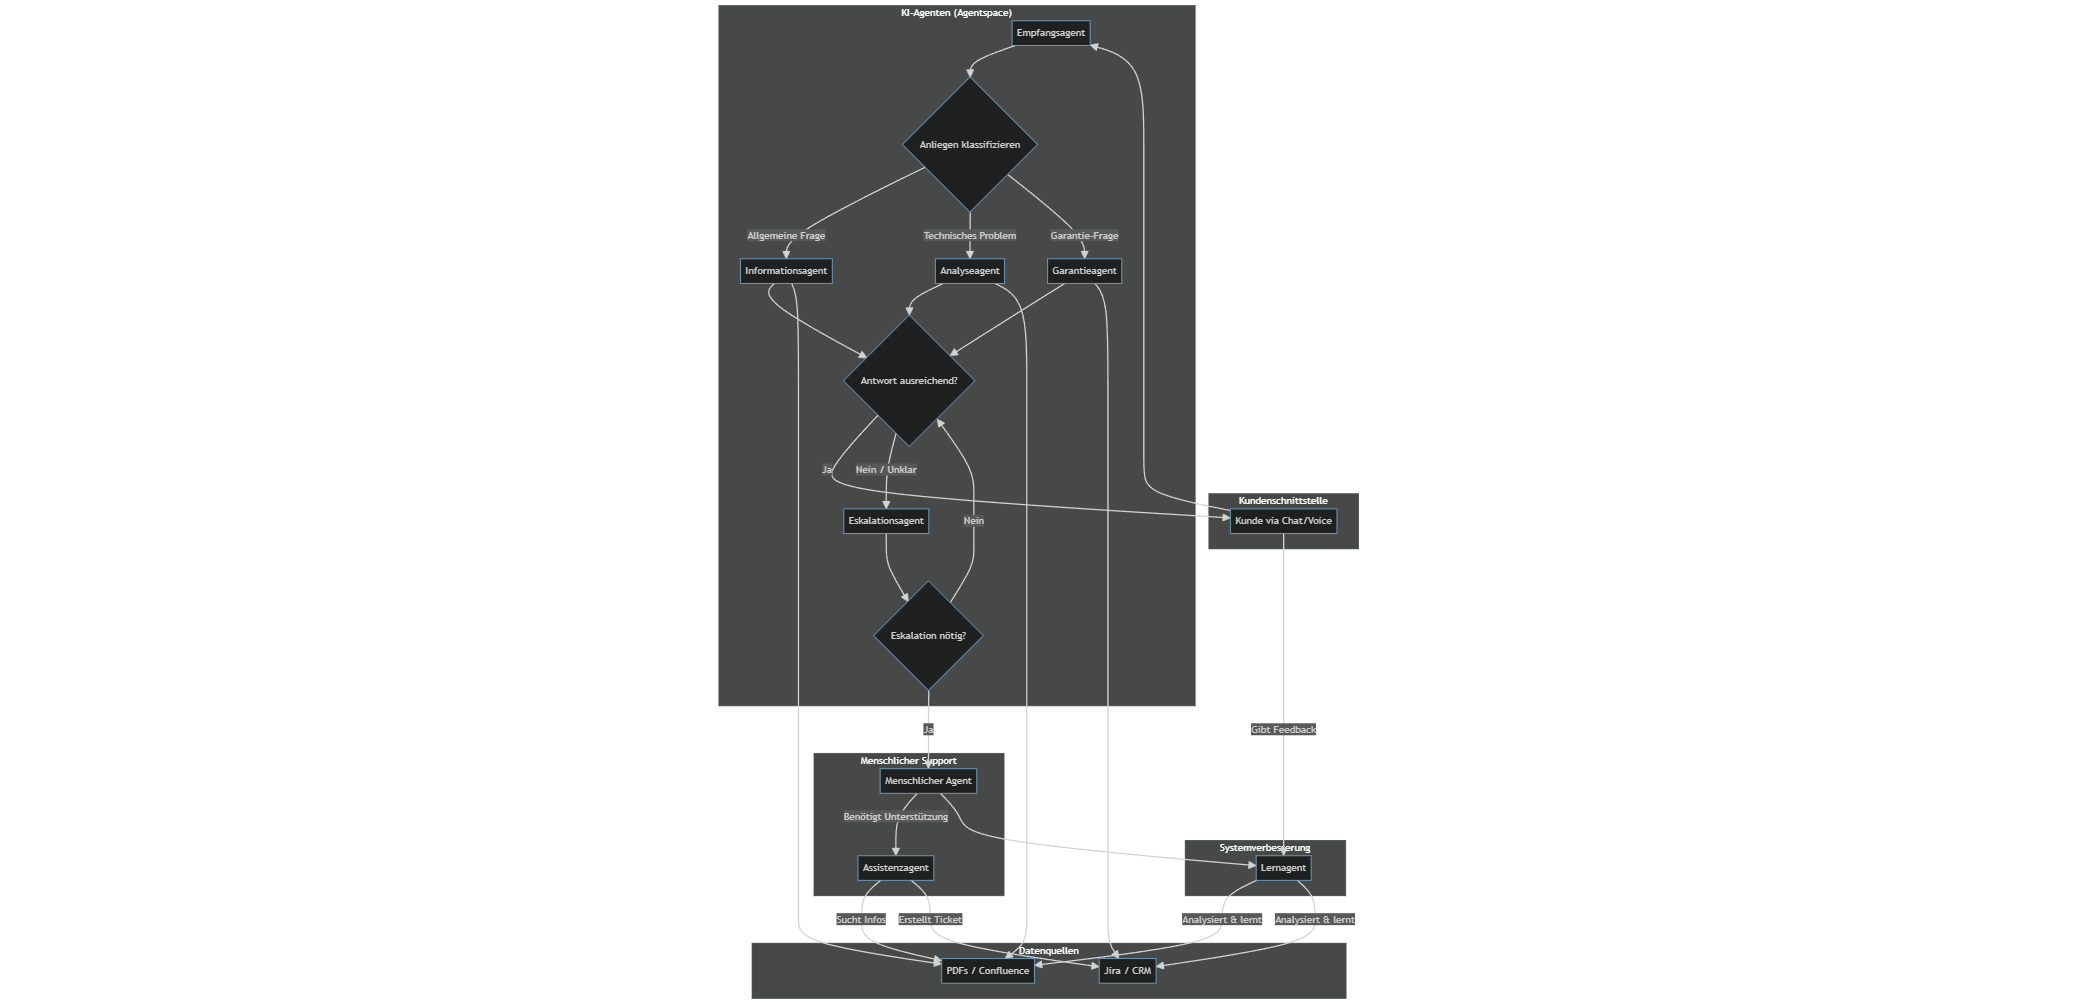 KI-Agenten (Agentspace)
Empfangsagent
Anliegen klassifizieren
Allgemeine Frage
Technisches Problem
Garantie-Frage
Informationsagent
Analyseagent
Garantieagent
Antwort ausreichend?
Ja
Nein / Unklar
Kundenschnittstelle
Eskalationsagent
Nein
Kunde via Chat/Voice
Eskalation nötig?
Ja
Gibt Feedback
Menschlicher Support
Menschlicher Agent
Benötigt Unterstützung
Systemverbesserung
Assistenzagent
Lernagent
Sucht Infos
Erstellt Ticket
Analysiert & lernt
Analysiert & lernt
Datenquellen
PDFs / Confluence
Jira / CRM